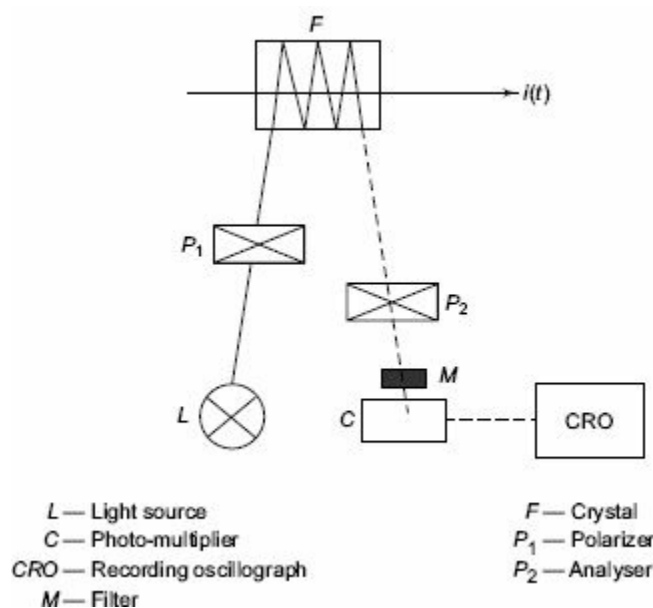 F
i(t)
P1
P2
M
L
C
CRO
L — Light source
C — Photo-multiplier
CRO — Recording oscillograph
M — Filter
F — Crystal
P1 — Polarizer
P2 — Analyser